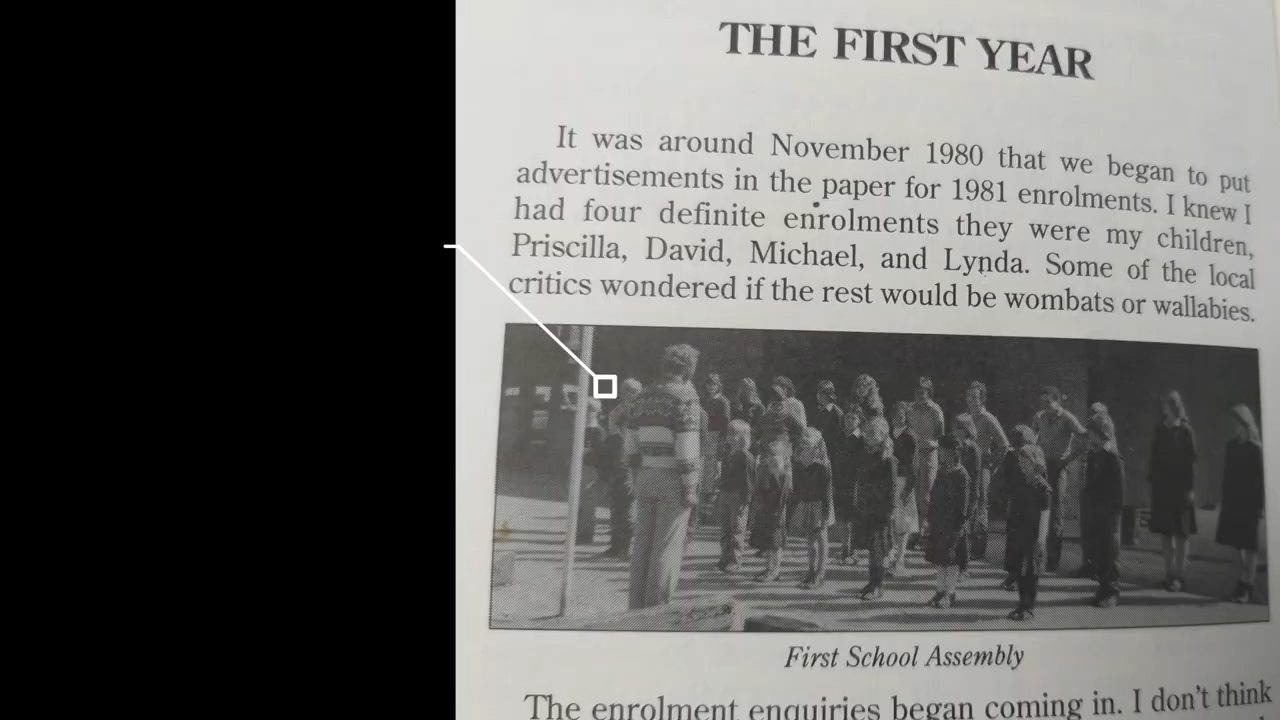 THE FIRST YEAR
It was around November 1980 that we began to put
advertisements in the paper for 1981 enrolments. I knew I
had four definite enrolments they were my children,
Priscilla, David, Michael, and Lynda. Some of the local
critics wondered if the rest would be wombats or wallabies.
First School Assembly
The enrolment enquiries began coming in. I don't think